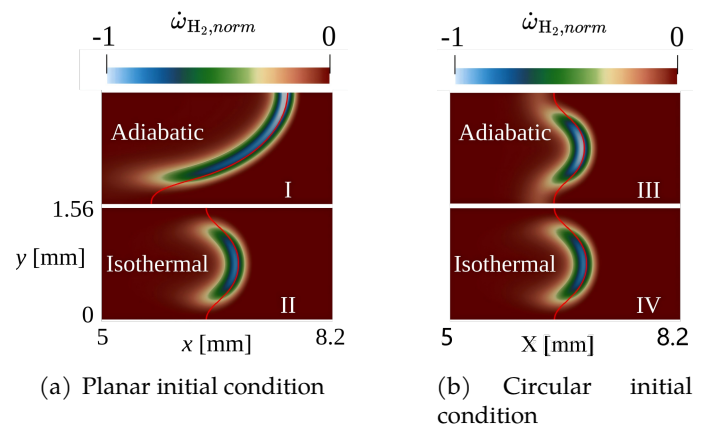 ω̇H₂,norm
-1 0
Adiabatic
I
1.56
y [mm]
Isothermal
II
0
5 x [mm] 8.2
(a) Planar initial condition
ω̇H₂,norm
-1 0
Adiabatic
III
Isothermal
IV
5 X [mm] 8.2
(b) Circular initial
condition